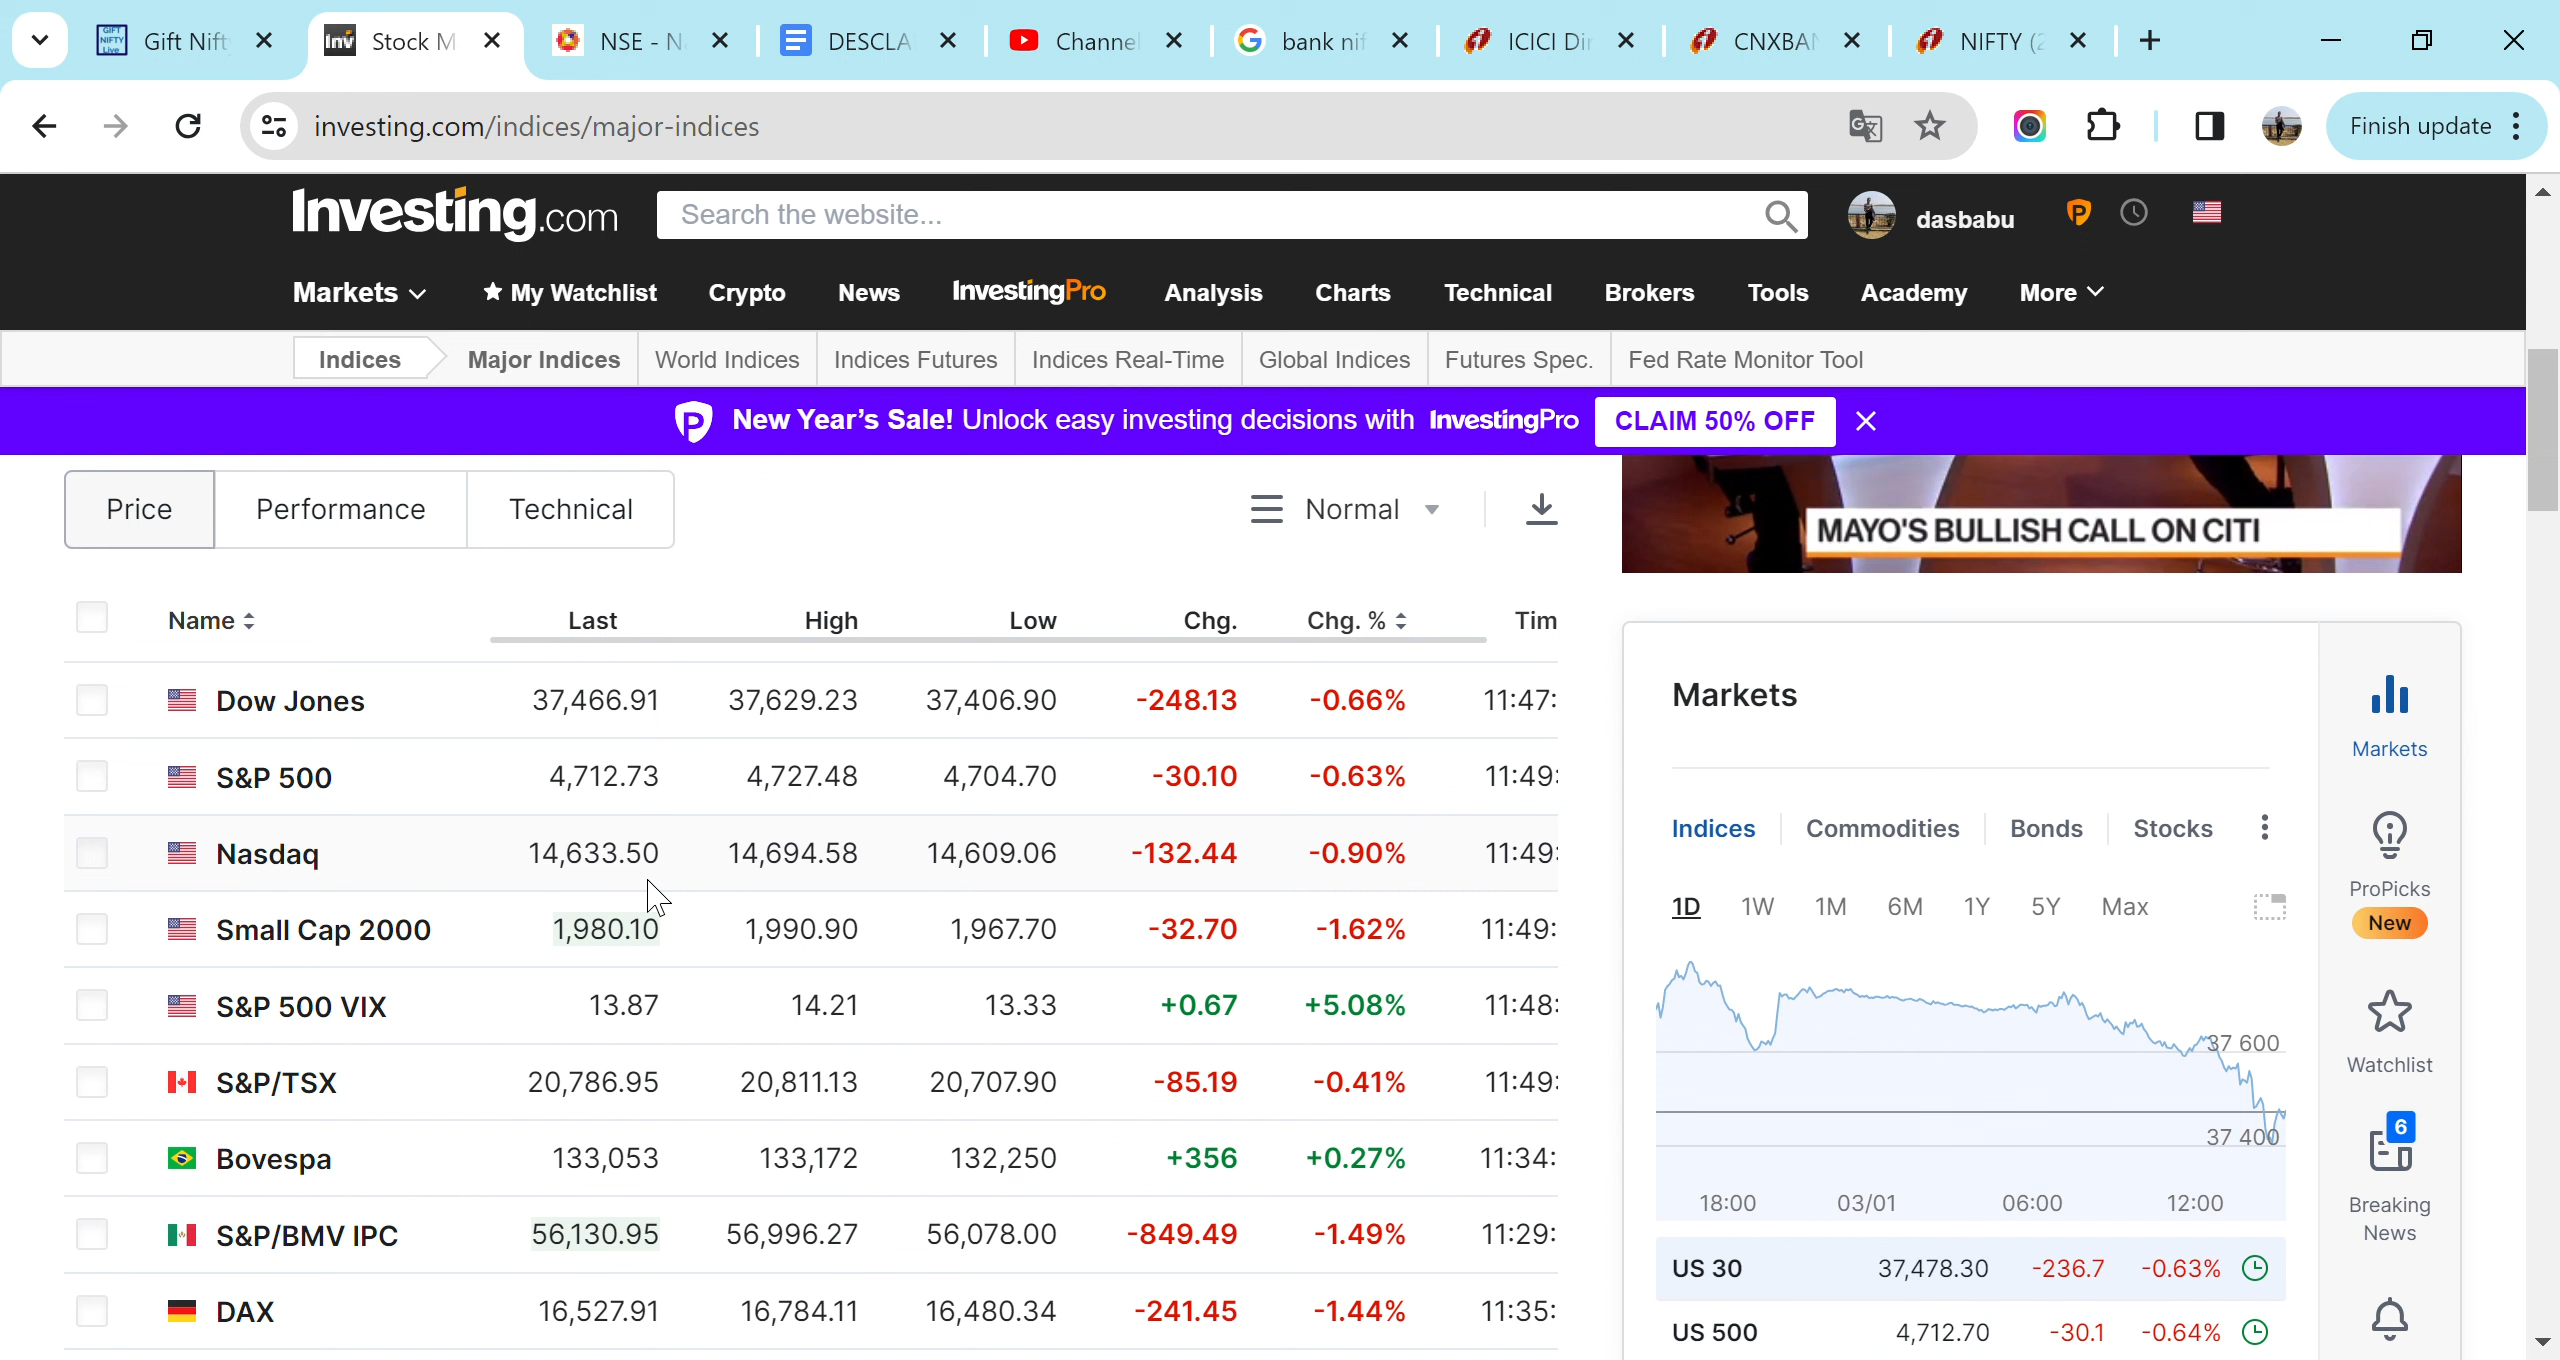 GIFT NIFTY Live Gift Nift Inv Stock M NSE - N DESCLA Channe bank nif ICICI Dir CNXBAN NIFTY (2
investing.com/indices/major-indices Finish update
Investing.com Search the website... dasbabu
Markets My Watchlist Crypto News InvestingPro Analysis Charts Technical Brokers Tools Academy More
Indices Major Indices World Indices Indices Futures Indices Real-Time Global Indices Futures Spec. Fed Rate Monitor Tool
New Year's Sale! Unlock easy investing decisions with InvestingPro CLAIM 50% OFF
Price Performance Technical Normal
MAYO'S BULLISH CALL ON CITI
Name Last High Low Chg. Chg. % Tim
Dow Jones 37,466.91 37,629.23 37,406.90 -248.13 -0.66% 11:47:
S&P 500 4,712.73 4,727.48 4,704.70 -30.10 -0.63% 11:49:
Nasdaq 14,633.50 14,694.58 14,609.06 -132.44 -0.90% 11:49:
Small Cap 2000 1,980.10 1,990.90 1,967.70 -32.70 -1.62% 11:49:
S&P 500 VIX 13.87 14.21 13.33 +0.67 +5.08% 11:48:
S&P/TSX 20,786.95 20,811.13 20,707.90 -85.19 -0.41% 11:49:
Bovespa 133,053 133,172 132,250 +356 +0.27% 11:34:
S&P/BMV IPC 56,130.95 56,996.27 56,078.00 -849.49 -1.49% 11:29:
DAX 16,527.91 16,784.11 16,480.34 -241.45 -1.44% 11:35:
Markets
Indices Commodities Bonds Stocks
1D 1W 1M 6M 1Y 5Y Max
37 600
37 400
18:00 03/01 06:00 12:00
US 30 37,478.30 -236.7 -0.63%
US 500 4,712.70 -30.1 -0.64%
Markets
ProPicks
New
Watchlist
6
Breaking
News